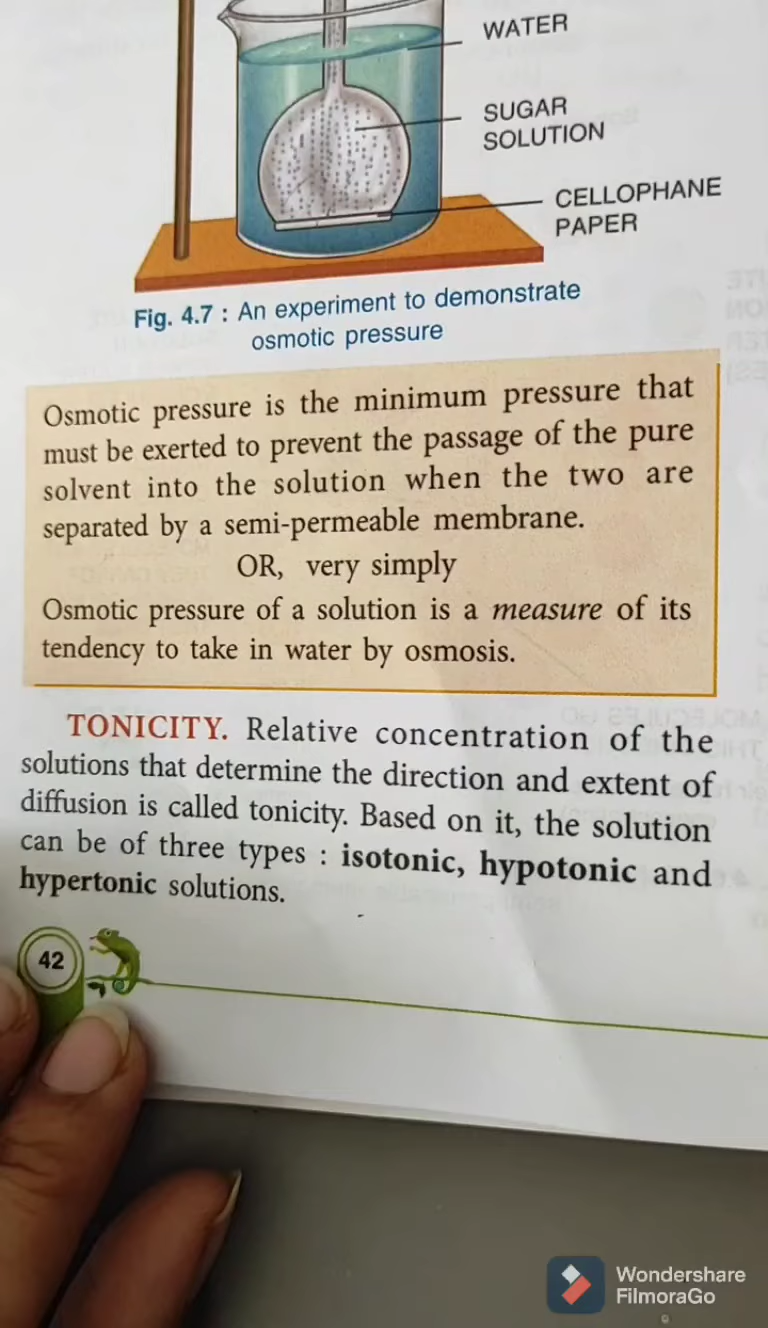 WATER
SUGAR
SOLUTION
CELLOPHANE
PAPER
Fig. 4.7 : An experiment to demonstrate
osmotic pressure
Osmotic pressure is the minimum pressure that
must be exerted to prevent the passage of the pure
solvent into the solution when the two are
separated by a semi-permeable membrane.
OR, very simply
Osmotic pressure of a solution is a measure of its
tendency to take in water by osmosis.
TONICITY. Relative concentration of the
solutions that determine the direction and extent of
diffusion is called tonicity. Based on it, the solution
can be of three types : isotonic, hypotonic and
hypertonic solutions.
42
Wondershare
FilmoraGo